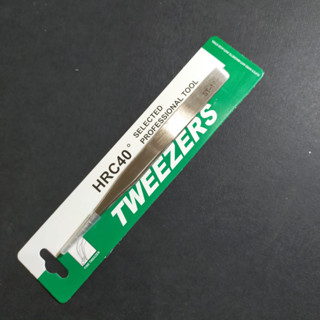 HRC40°
SELECTED
PROFESSIONAL TOOL
TWEEZERS